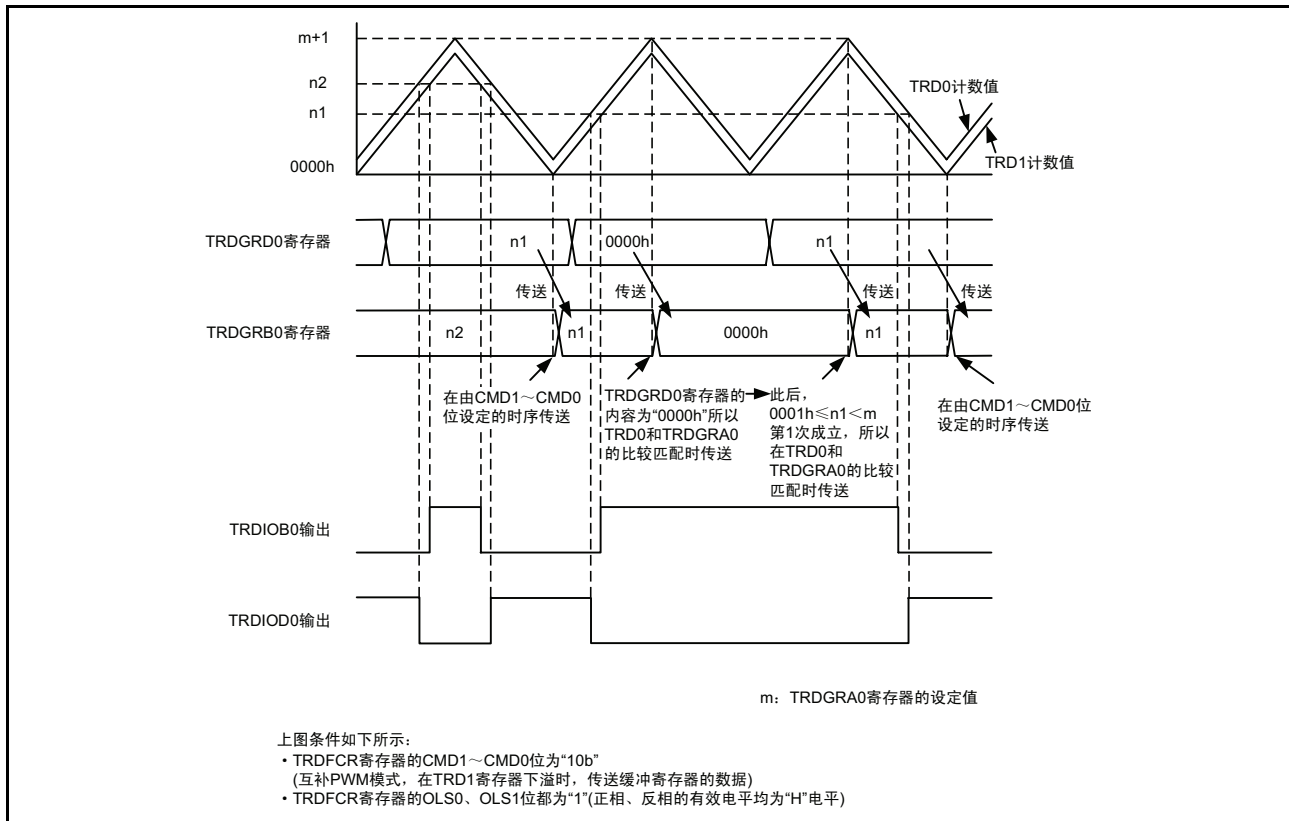 m+1
n2
n1
0000h
TRD0计数值
TRD1计数值
TRDGRD0寄存器
n1
0000h
n1
传送
传送
传送
传送
TRDGRB0寄存器
n2
n1
0000h
n1
在由CMD1～CMD0
位设定的时序传送
TRDGRD0寄存器的
内容为“0000h”所以
TRD0和TRDGRA0
的比较匹配时传送
此后，
0001h≤n1<m
第1次成立，所以
在TRD0和
TRDGRA0的比较
匹配时传送
在由CMD1～CMD0位
设定的时序传送
TRDIOB0输出
TRDIOD0输出
m：TRDGRA0寄存器的设定值
上图条件如下所示：
・TRDFCR寄存器的CMD1～CMD0位为“10b”
(互补PWM模式，在TRD1寄存器下溢时，传送缓冲寄存器的数据)
・TRDFCR寄存器的OLS0、OLS1位都为“1”(正相、反相的有效电平均为“H”电平)